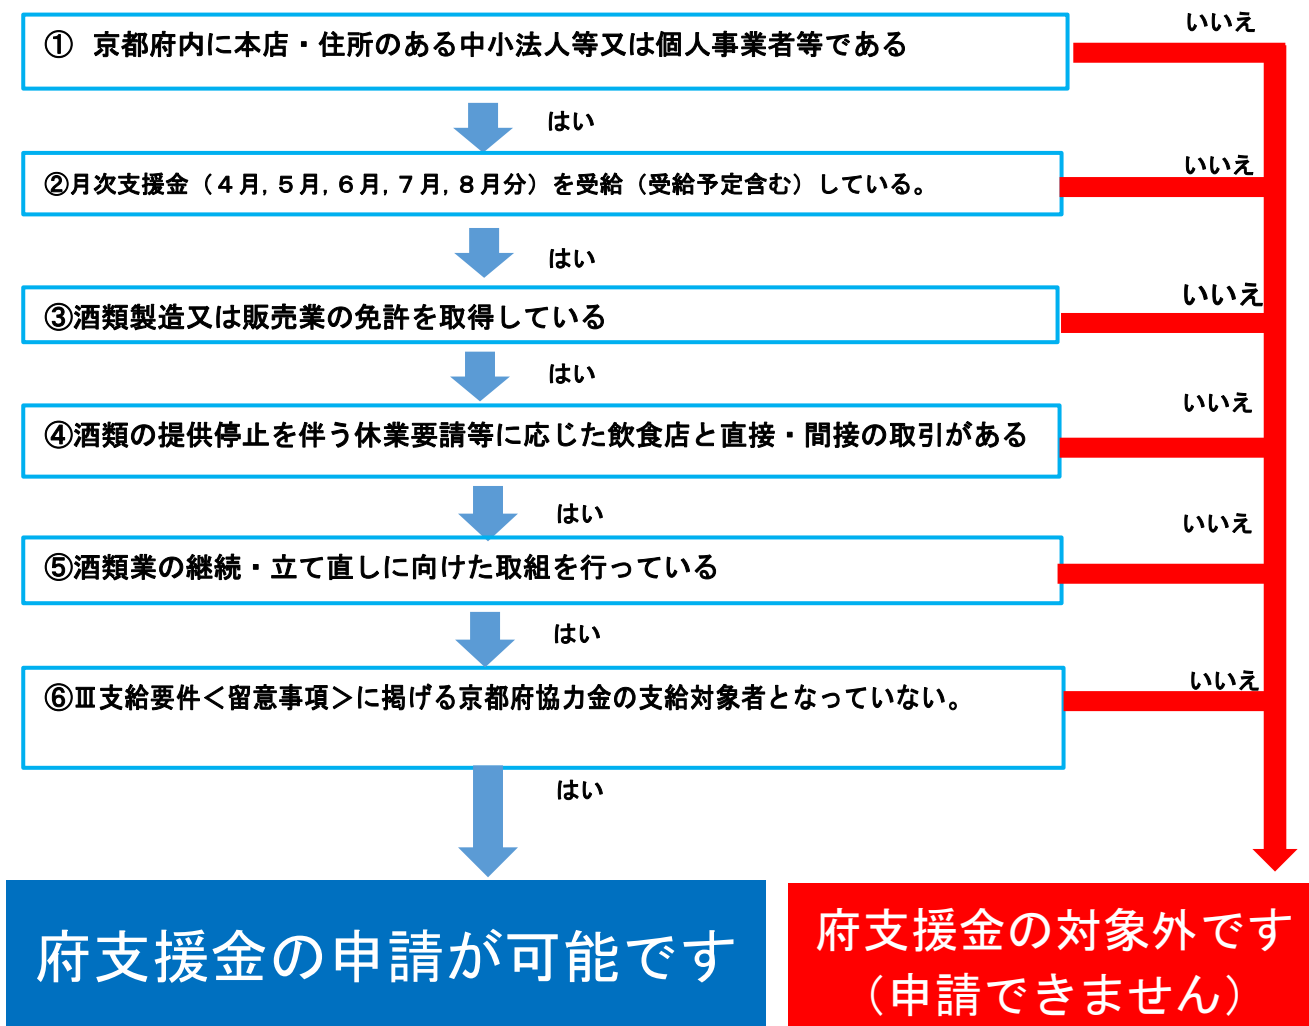 いいえ
① 京都府内に本店・住所のある中小法人等又は個人事業者等である
はい
いいえ
②月次支援金（４月,５月,６月,７月,８月分）を受給（受給予定含む）している。
はい
いいえ
③酒類製造又は販売業の免許を取得している
はい
いいえ
④酒類の提供停止を伴う休業要請等に応じた飲食店と直接・間接の取引がある
はい
いいえ
⑤酒類業の継続・立て直しに向けた取組を行っている
はい
いいえ
⑥Ⅲ支給要件＜留意事項＞に掲げる京都府協力金の支給対象者となっていない。
はい
府支援金の申請が可能です
府支援金の対象外です
（申請できません）